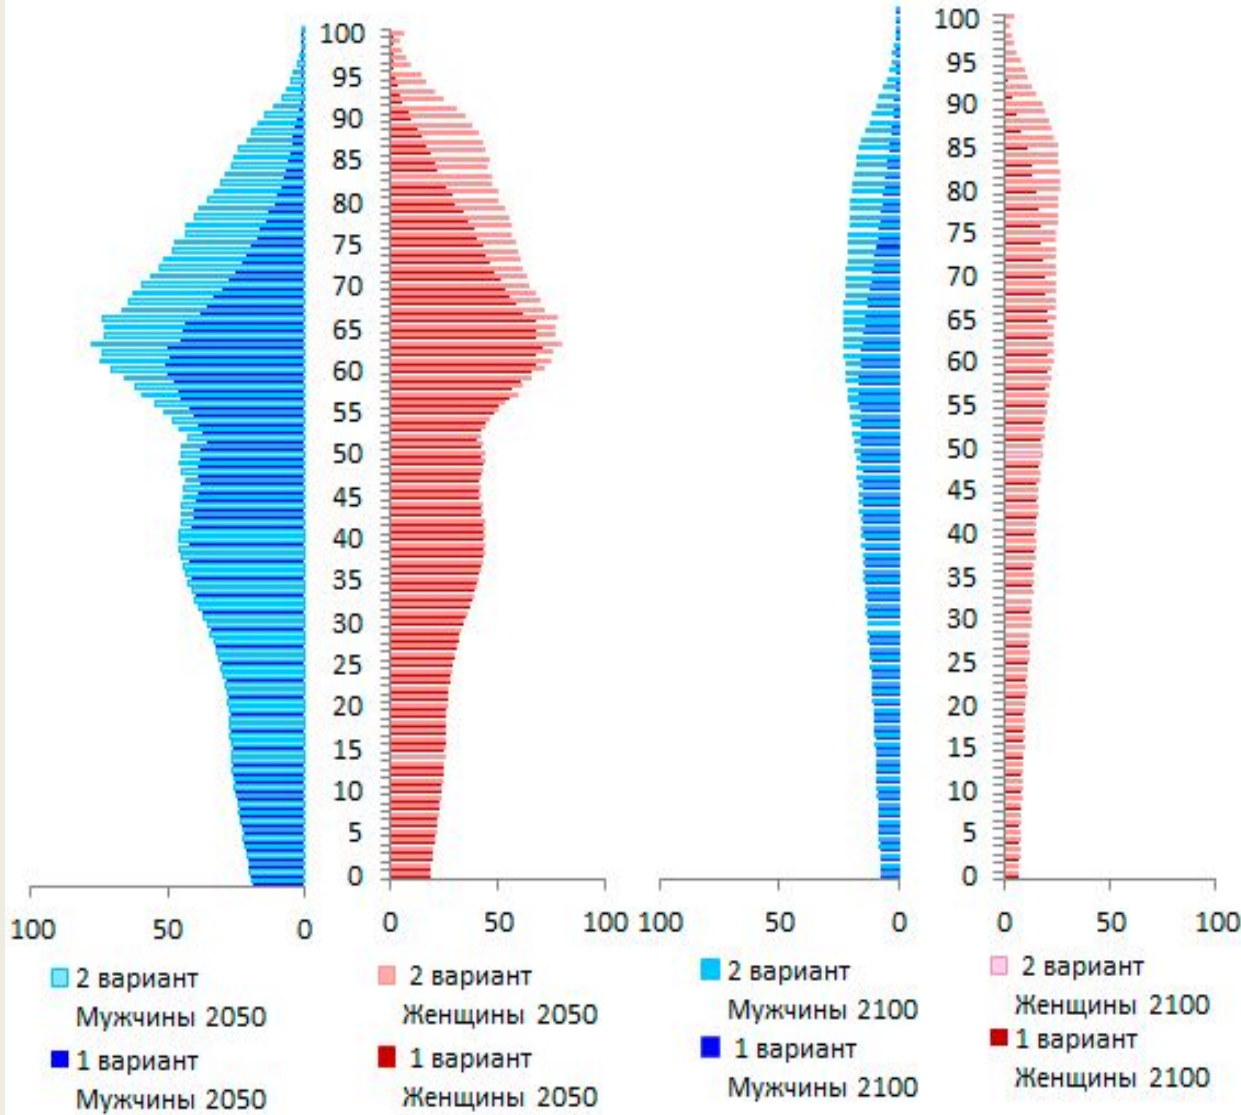 100 100
95 95
90 90
85 85
80 80
75 75
70 70
65 65
60 60
55 55
50 50
45 45
40 40
35 35
30 30
25 25
20 20
15 15
10 10
5 5
0 0
100 50 0 0 50 100 100 50 0 0 50 100
2 вариант
Мужчины 2050
1 вариант
Мужчины 2050
2 вариант
Женщины 2050
1 вариант
Женщины 2050
2 вариант
Мужчины 2100
1 вариант
Мужчины 2100
2 вариант
Женщины 2100
1 вариант
Женщины 2100